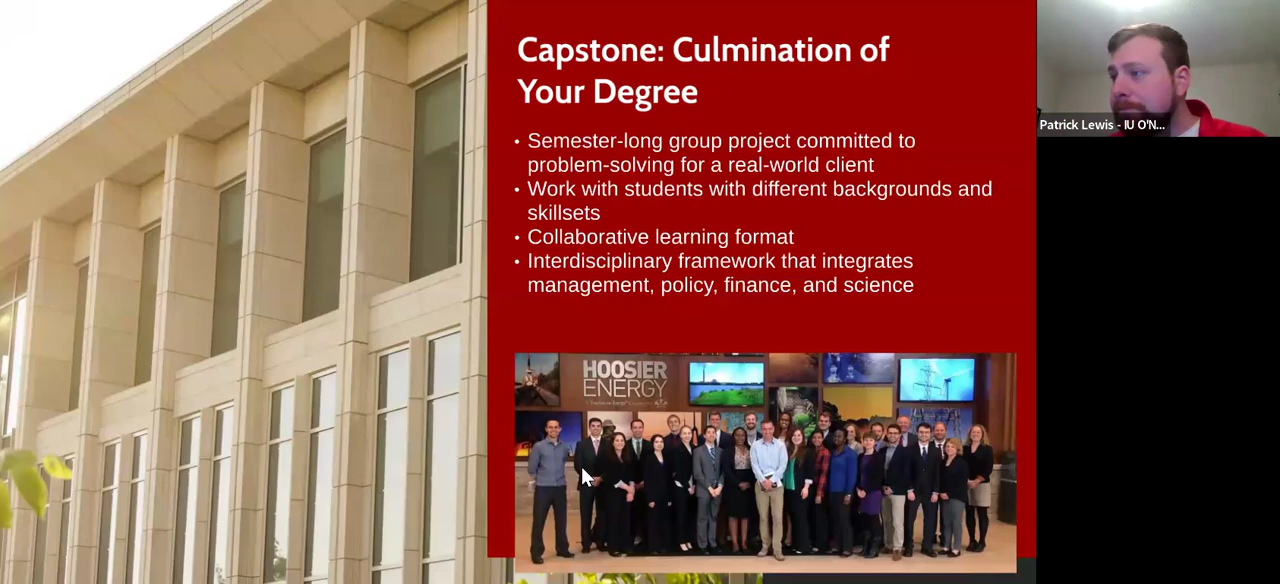 Capstone: Culmination of
Your Degree
• Semester-long group project committed to
problem-solving for a real-world client
• Work with students with different backgrounds and
skillsets
• Collaborative learning format
• Interdisciplinary framework that integrates
management, policy, finance, and science
Patrick Lewis - IU O'N...
HOOSIER
ENERGY